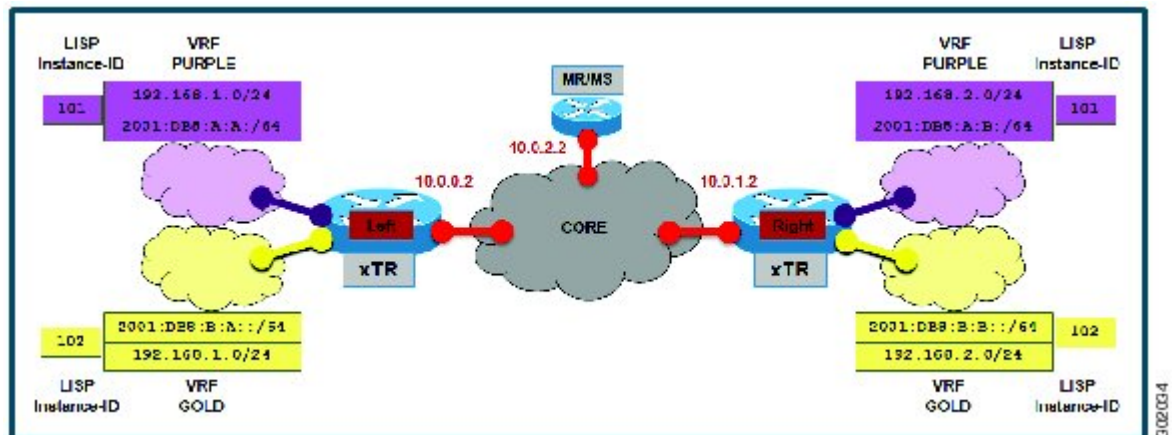 LISP
Instance-ID
VRF
PURPLE
VRF
PURPLE
LISP
Instance-ID
101
192.168.1.0/24
2001:DB8:A:A:/64
MR/MS
192.168.2.0/24
2001:DB8:A:B:/64
101
10.0.2.2
10.0.0.2
10.0.1.2
Left
CORE
Right
xTR
xTR
102
2001:DB8:B:A::/64
192.168.1.0/24
2001:DB8:B:B::/64
192.168.2.0/24
102
LISP
Instance-ID
VRF
GOLD
VRF
GOLD
LISP
Instance-ID
302034